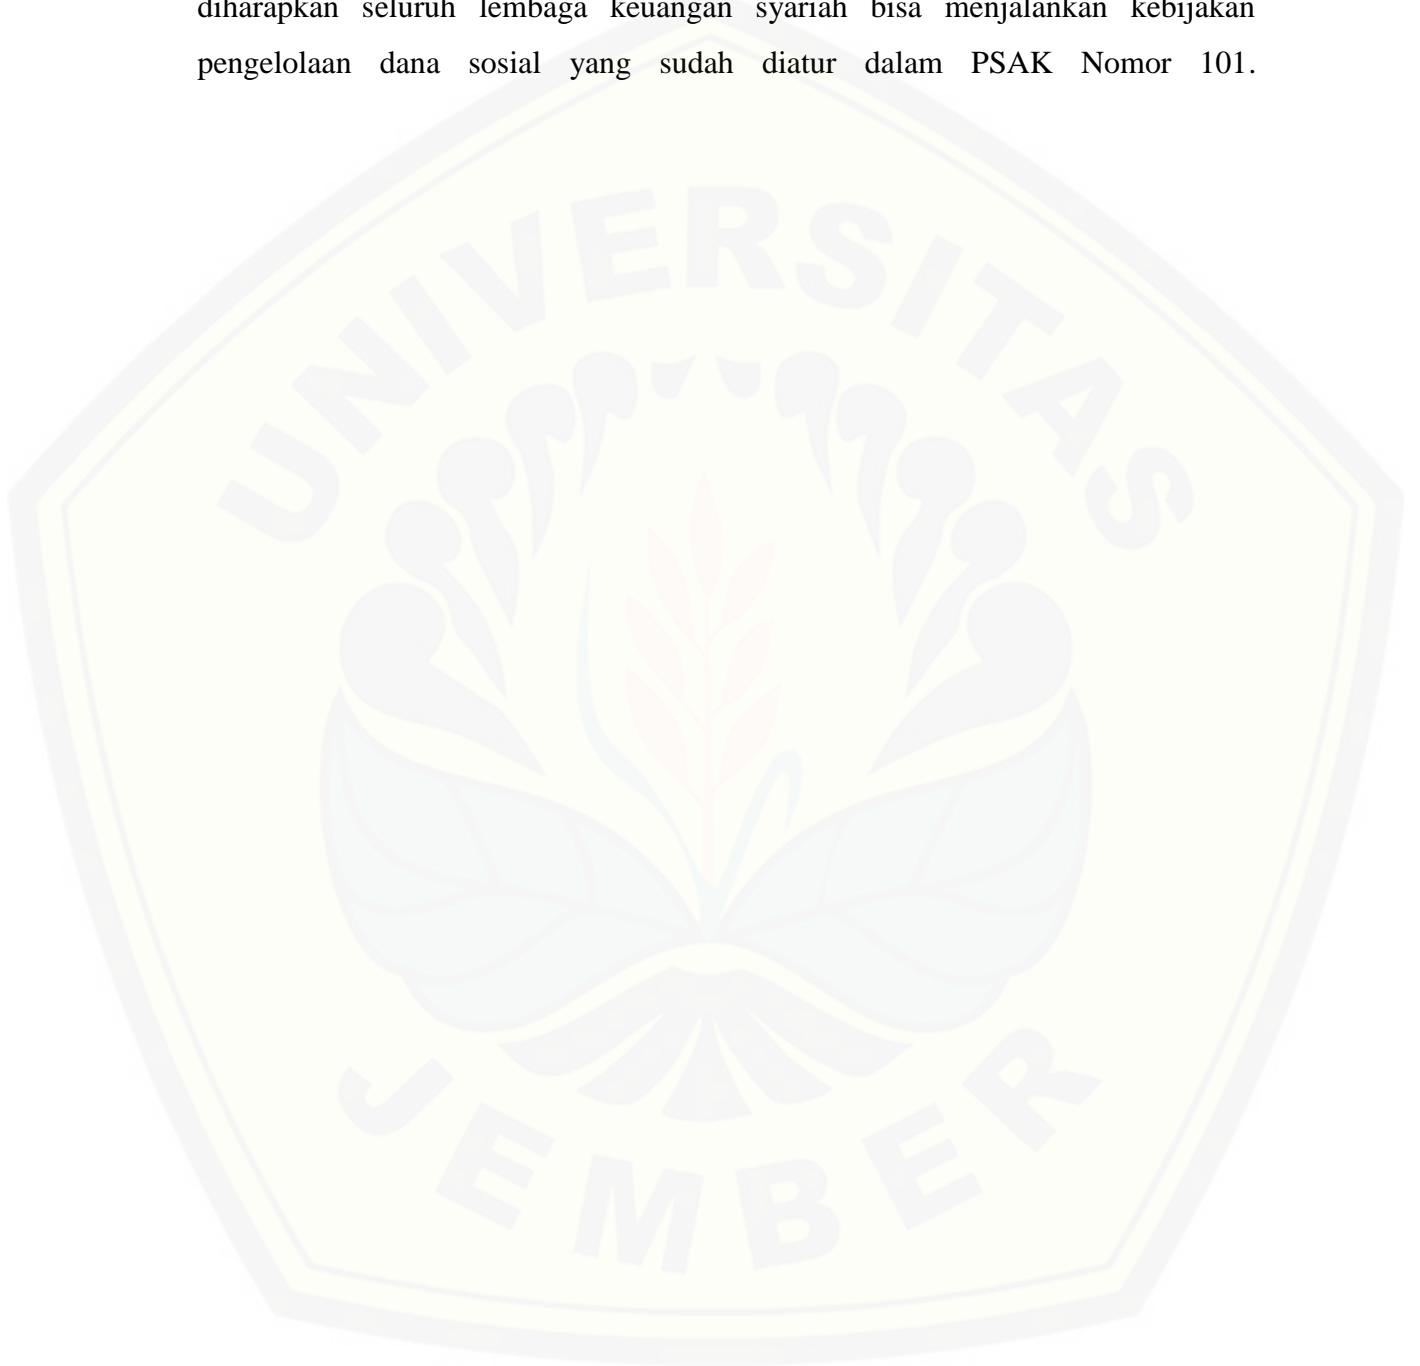 diharapkan seluruh lembaga keuangan syariah bisa menjalankan kebijakan
pengelolaan dana sosial yang sudah diatur dalam PSAK Nomor 101.
UNIVERSITAS
JEMBER